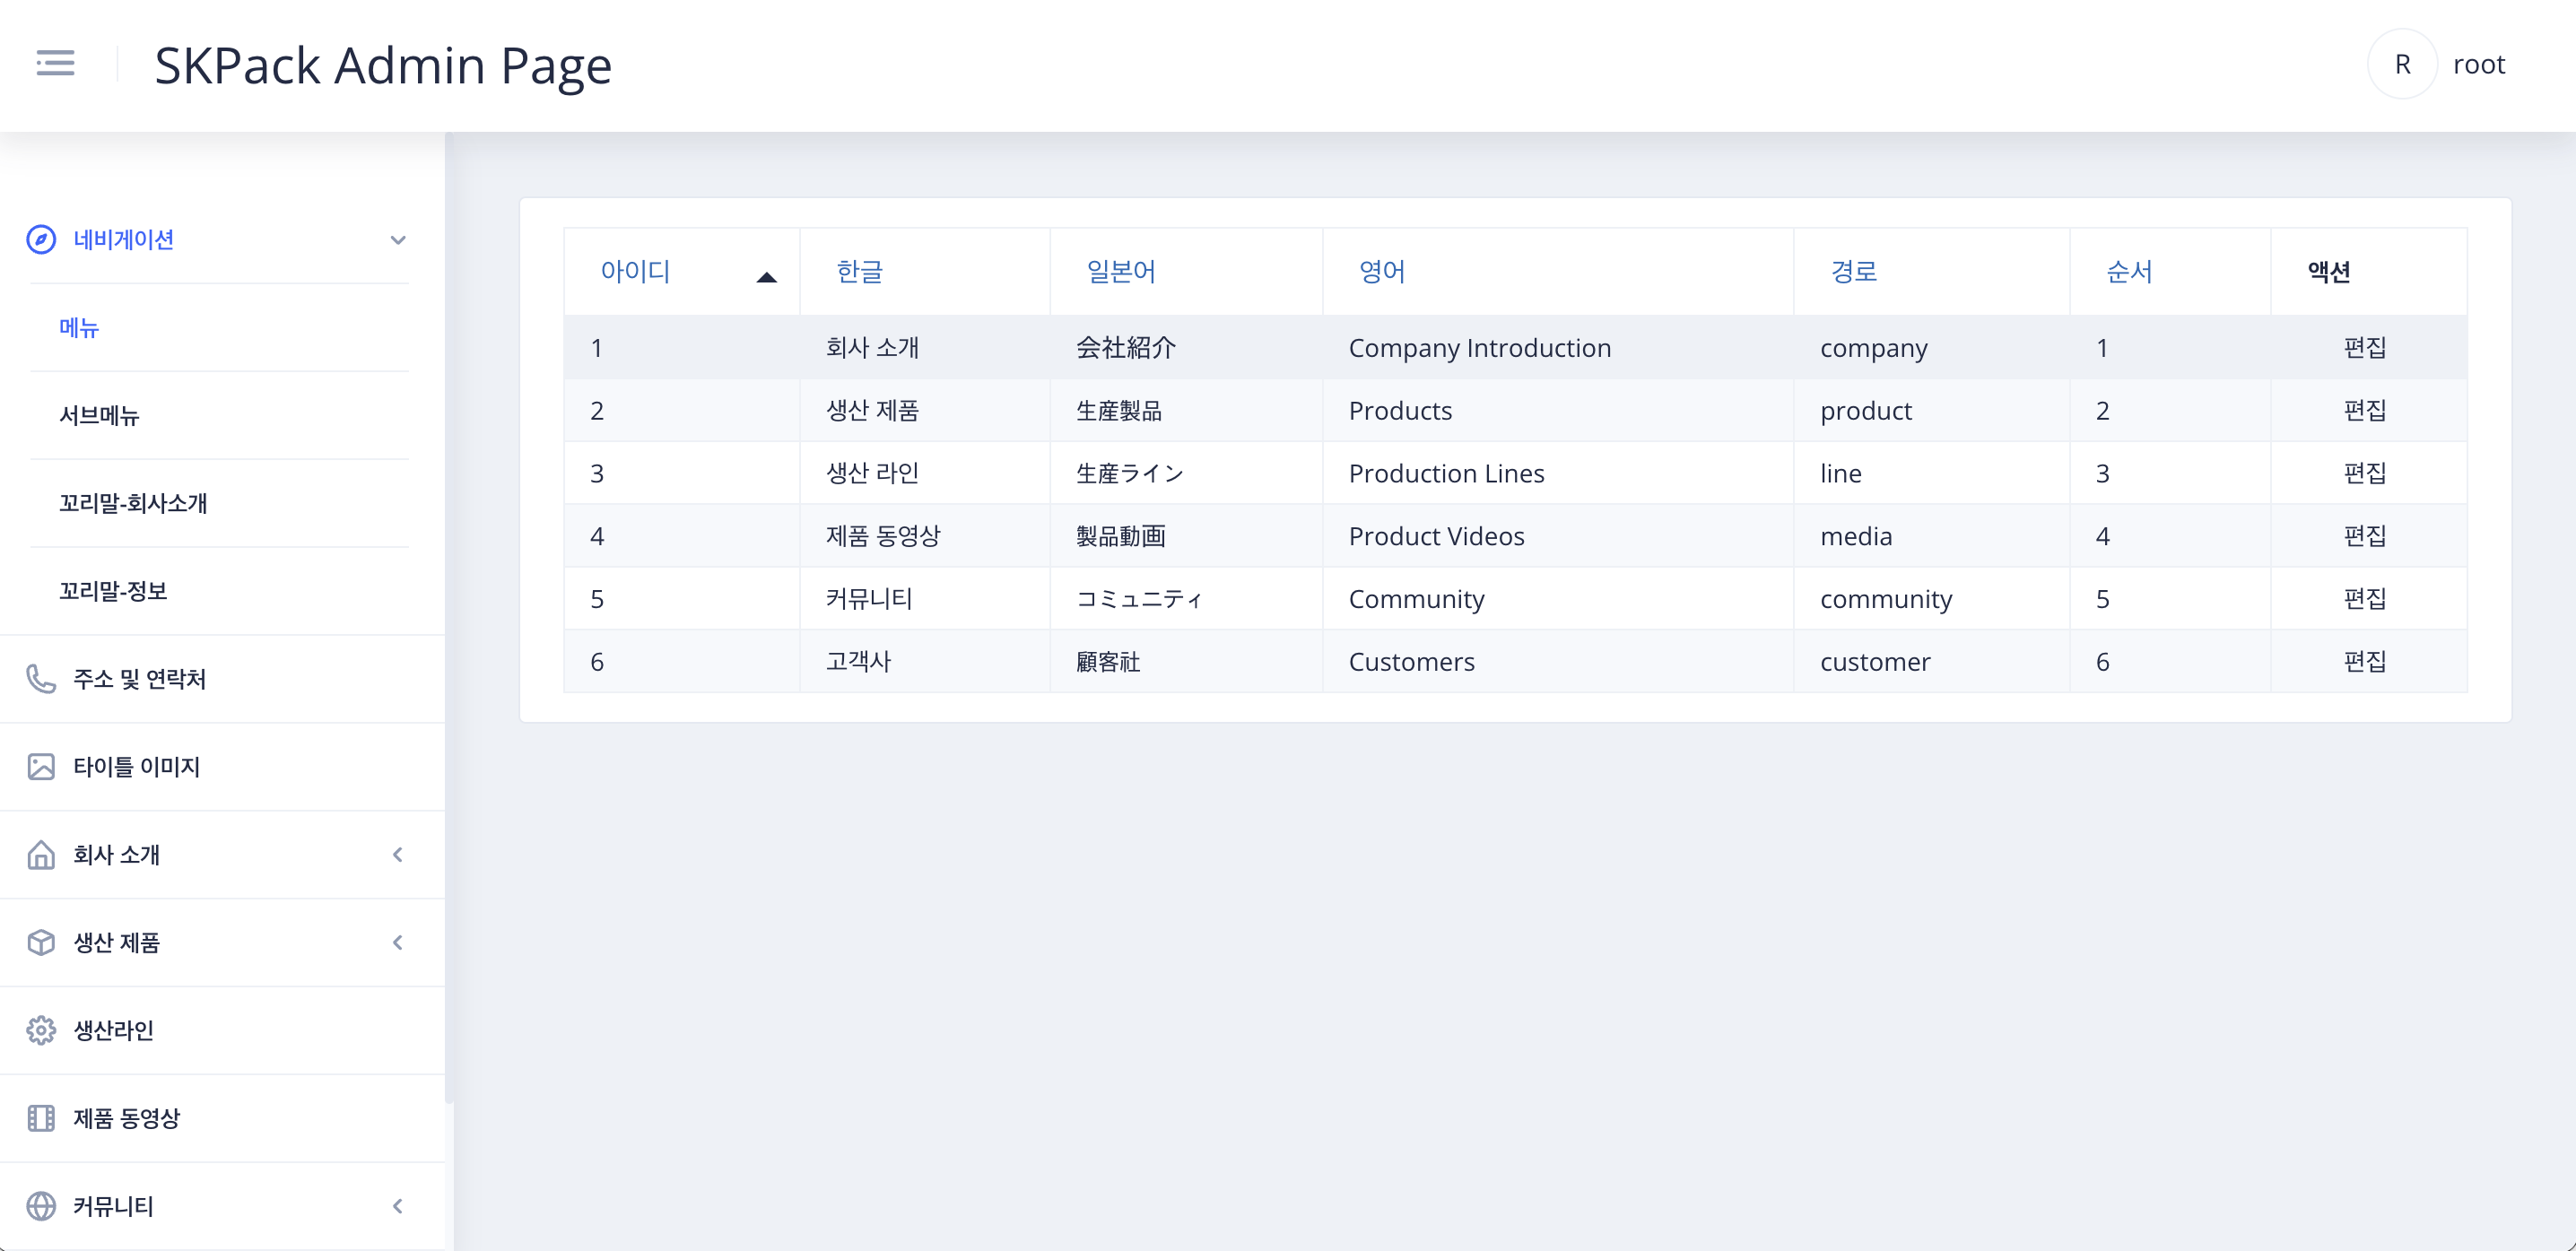 SKPack Admin Page
R root
네비게이션
메뉴
서브메뉴
꼬리말-회사소개
꼬리말-정보
주소 및 연락처
타이틀 이미지
회사 소개
생산 제품
생산라인
제품 동영상
커뮤니티
아이디 한글 일본어 영어 경로 순서 액션
1 회사 소개 会社紹介 Company Introduction company 1 편집
2 생산 제품 生産製品 Products product 2 편집
3 생산 라인 生産ライン Production Lines line 3 편집
4 제품 동영상 製品動画 Product Videos media 4 편집
5 커뮤니티 コミュニティ Community community 5 편집
6 고객사 顧客社 Customers customer 6 편집